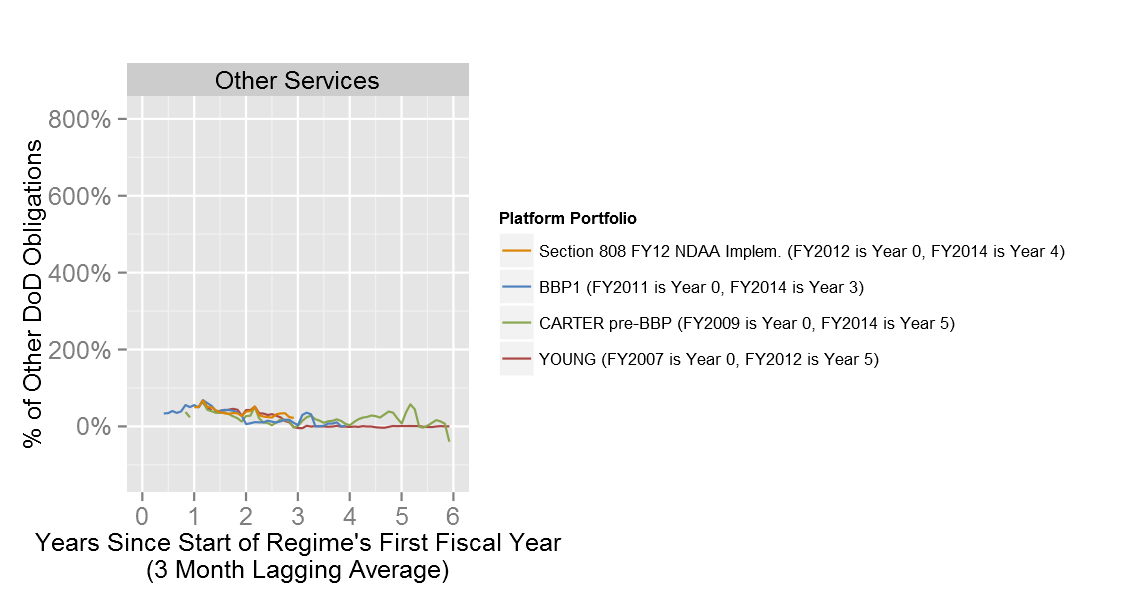 Other Services
800%
600%
400%
200%
0%
% of Other DoD Obligations
0 1 2 3 4 5 6
Years Since Start of Regime's First Fiscal Year
(3 Month Lagging Average)
Platform Portfolio
Section 808 FY12 NDAA Implem. (FY2012 is Year 0, FY2014 is Year 4)
BBP1 (FY2011 is Year 0, FY2014 is Year 3)
CARTER pre-BBP (FY2009 is Year 0, FY2014 is Year 5)
YOUNG (FY2007 is Year 0, FY2012 is Year 5)